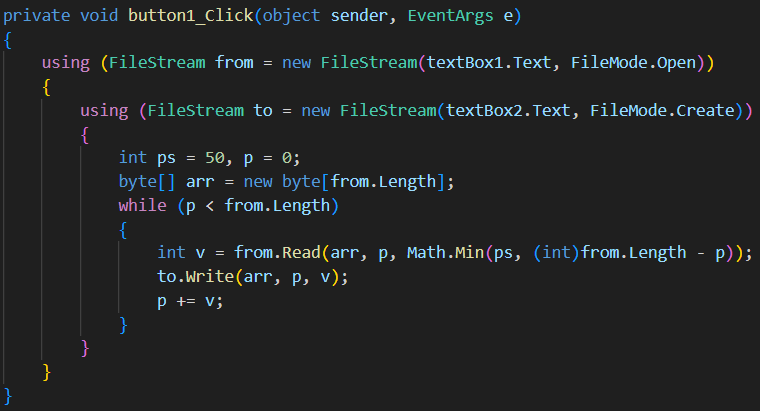 private void button1_Click(object sender, EventArgs e)
{
    using (FileStream from = new FileStream(textBox1.Text, FileMode.Open))
    {
        using (FileStream to = new FileStream(textBox2.Text, FileMode.Create))
        {
            int ps = 50, p = 0;
            byte[] arr = new byte[from.Length];
            while (p < from.Length)
            {
                int v = from.Read(arr, p, Math.Min(ps, (int)from.Length - p));
                to.Write(arr, p, v);
                p += v;
            }
        }
    }
}